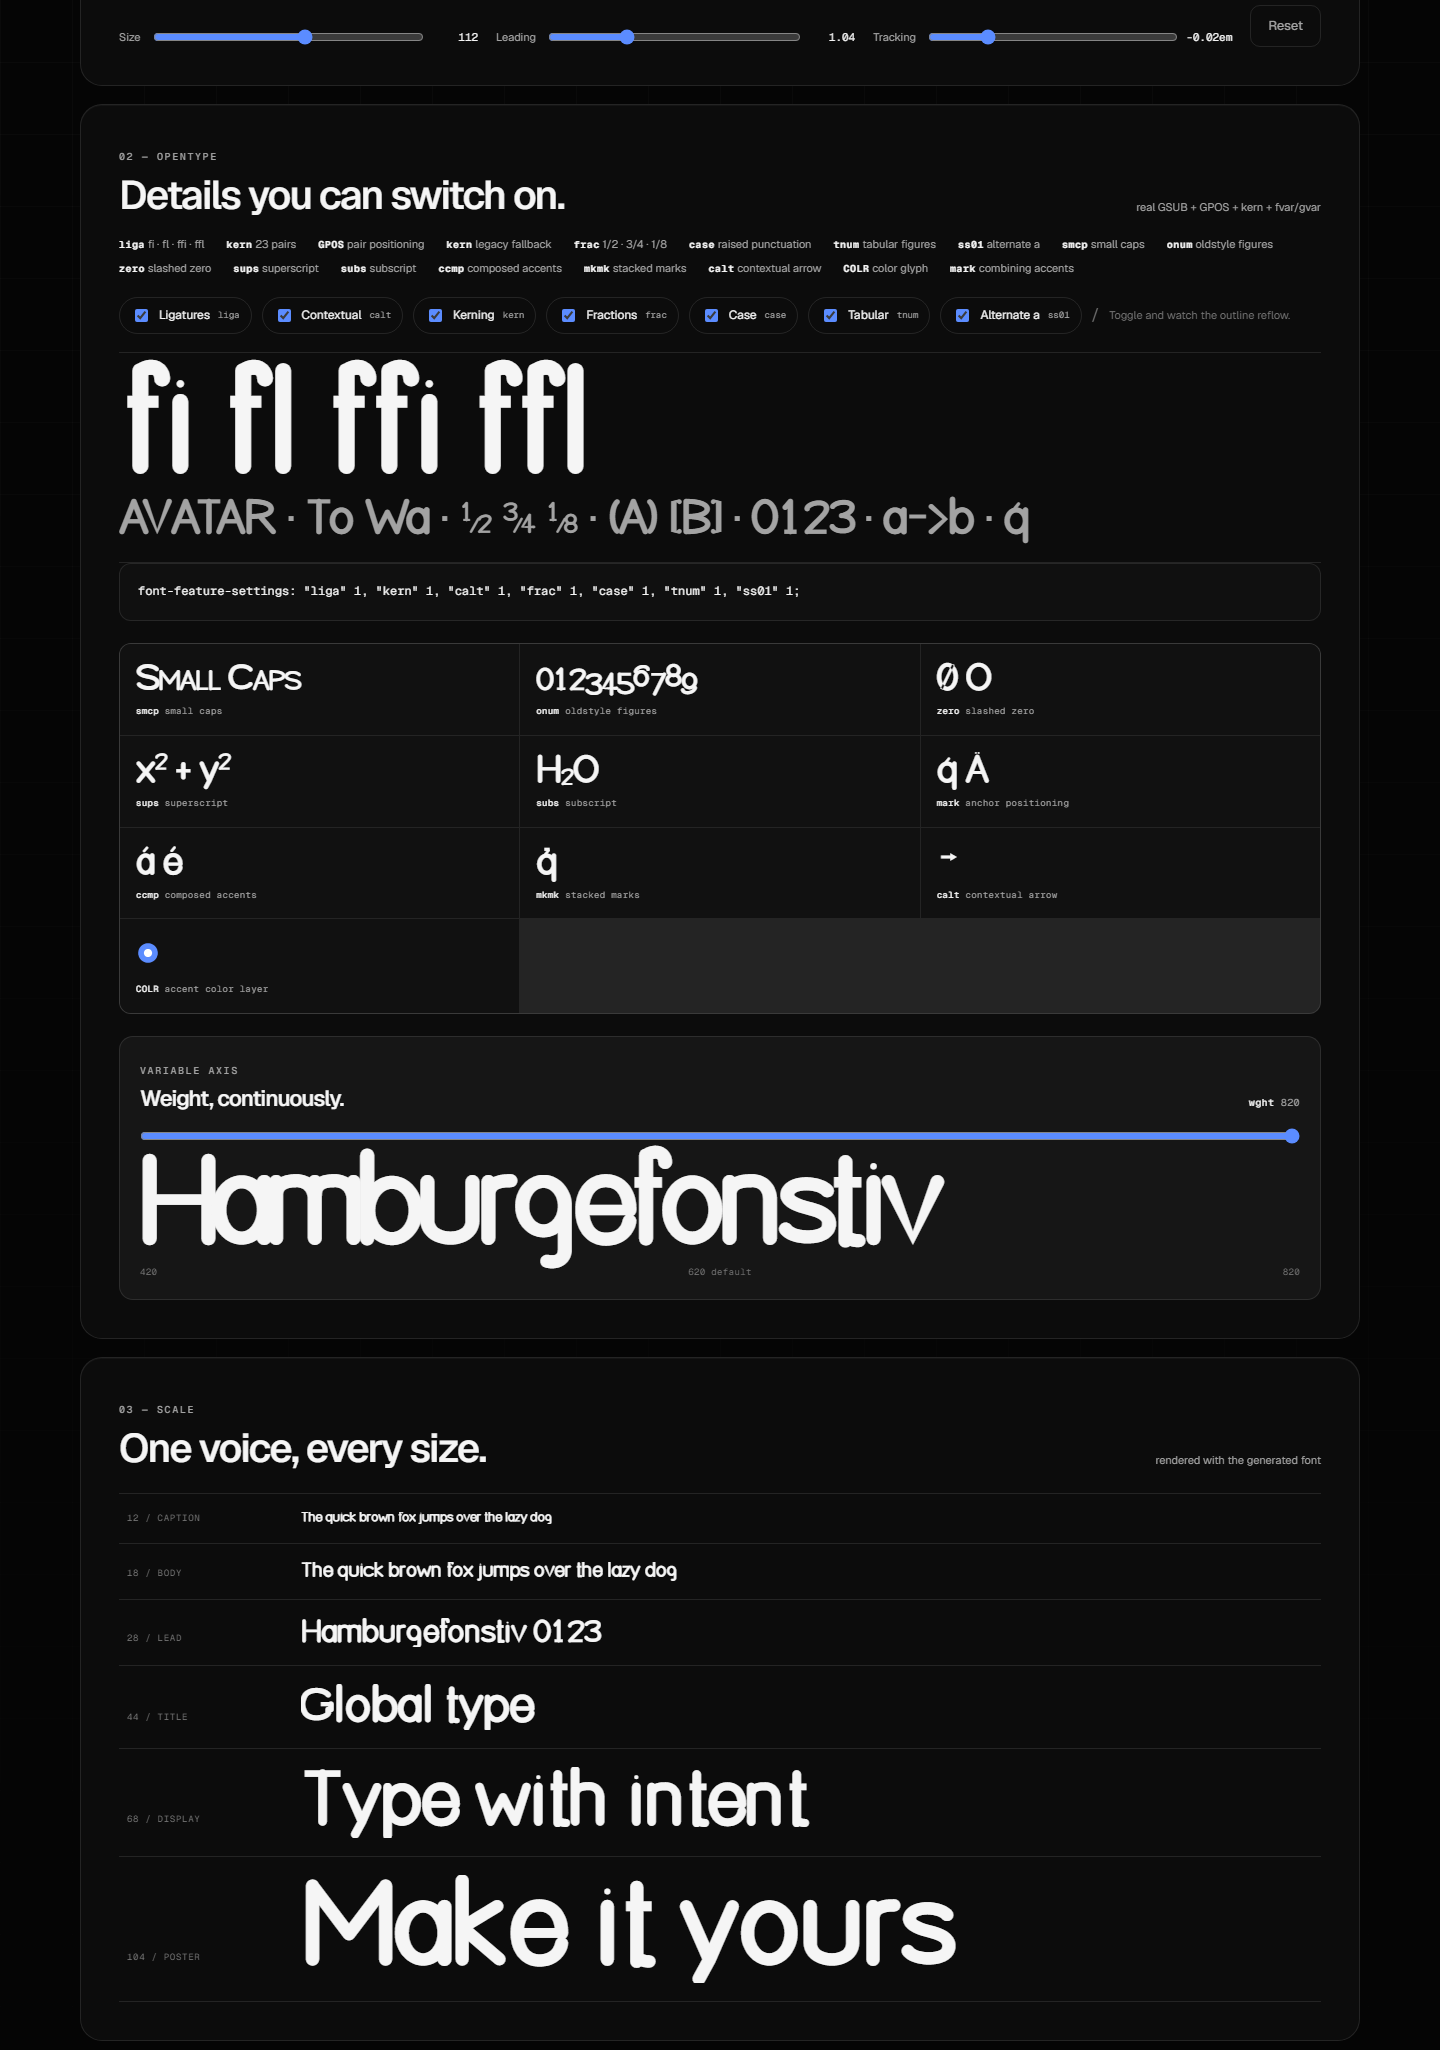 Size 112 Leading 1.04 Tracking -0.02em Reset
02 — OPENTYPE
Details you can switch on.
real GSUB + GPOS + kern + fvar/gvar
liga fi · fl · ffi · ffl kern 23 pairs GPOS pair positioning kern legacy fallback frac 1/2 · 3/4 · 1/8 case raised punctuation tnum tabular figures ss01 alternate a smcp small caps onum oldstyle figures
zero slashed zero sups superscript subs subscript ccmp composed accents mkmk stacked marks calt contextual arrow COLR color glyph mark combining accents
Ligatures liga Contextual calt Kerning kern Fractions frac Case case Tabular tnum Alternate a ss01 / Toggle and watch the outline reflow.
fi fl ffi ffl
AVATAR · To Wa · ½ ¾ ⅛ · (A) [B] · 0123 · a->b · q́
font-feature-settings: "liga" 1, "kern" 1, "calt" 1, "frac" 1, "case" 1, "tnum" 1, "ss01" 1;
Small Caps 0123456789 0 O
smcp small caps onum oldstyle figures zero slashed zero
x² + y² H₂O q́ Ä
sups superscript subs subscript mark anchor positioning
á é q̇́ →
ccmp composed accents mkmk stacked marks calt contextual arrow
COLR accent color layer
VARIABLE AXIS
Weight, continuously.
wght 820
Hamburgefonstiv
420 620 default 820
03 — SCALE
One voice, every size.
rendered with the generated font
12 / CAPTION The quick brown fox jumps over the lazy dog
18 / BODY The quick brown fox jumps over the lazy dog
28 / LEAD Hamburgefonstiv 0123
44 / TITLE Global type
68 / DISPLAY Type with intent
104 / POSTER Make it yours